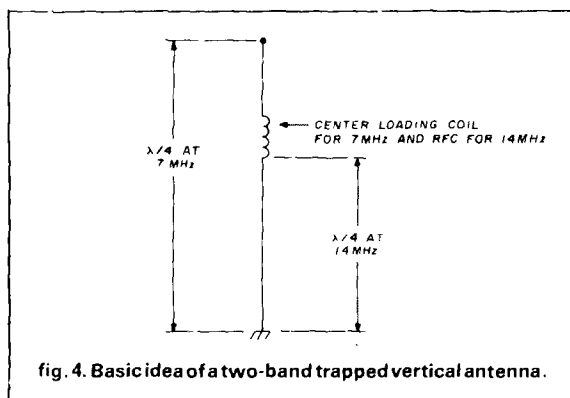 CENTER LOADING COIL
FOR 7MHz AND RFC FOR 14MHz
λ/4 AT
7 MHz
λ/4 AT
14MHz
fig. 4. Basic idea of a two-band trapped vertical antenna.